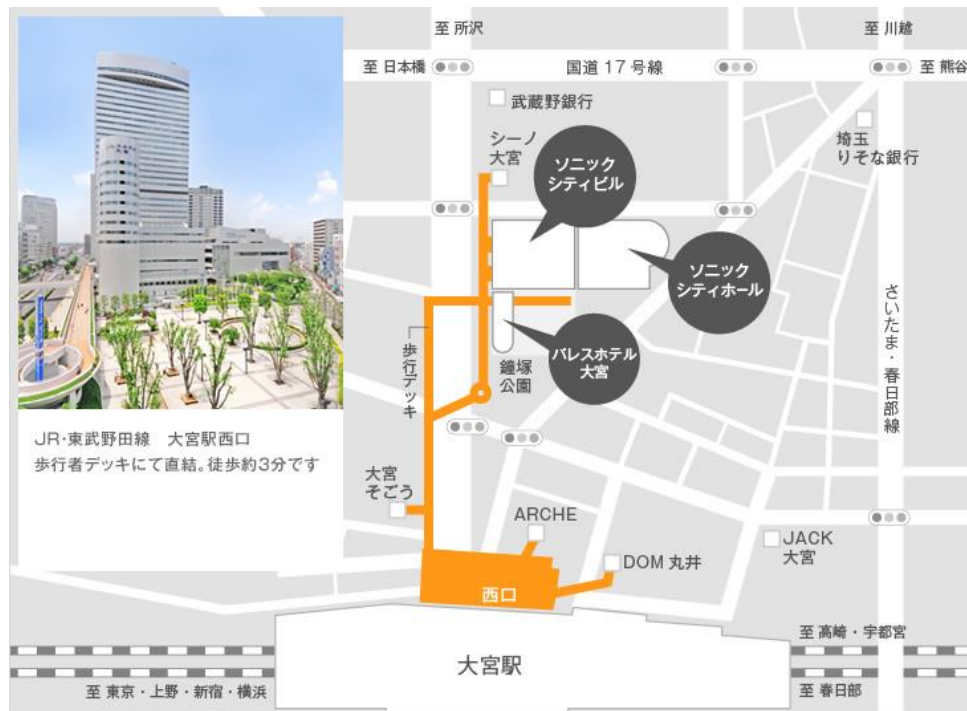 至 所沢
至 川越
至 日本橋
国道17号線
至 熊谷
武蔵野銀行
シーノ
大宮
ソニック
シティビル
埼玉
りそな銀行
ソニック
シティホール
さいたま・春日部線
歩行デッキ
鐘塚
公園
パレスホテル
大宮
JR・東武野田線　大宮駅西口
歩行者デッキにて直結。徒歩約3分です
大宮
そごう
ARCHE
JACK
大宮
DOM 丸井
西口
大宮駅
至 高崎・宇都宮
至 東京・上野・新宿・横浜
至 春日部